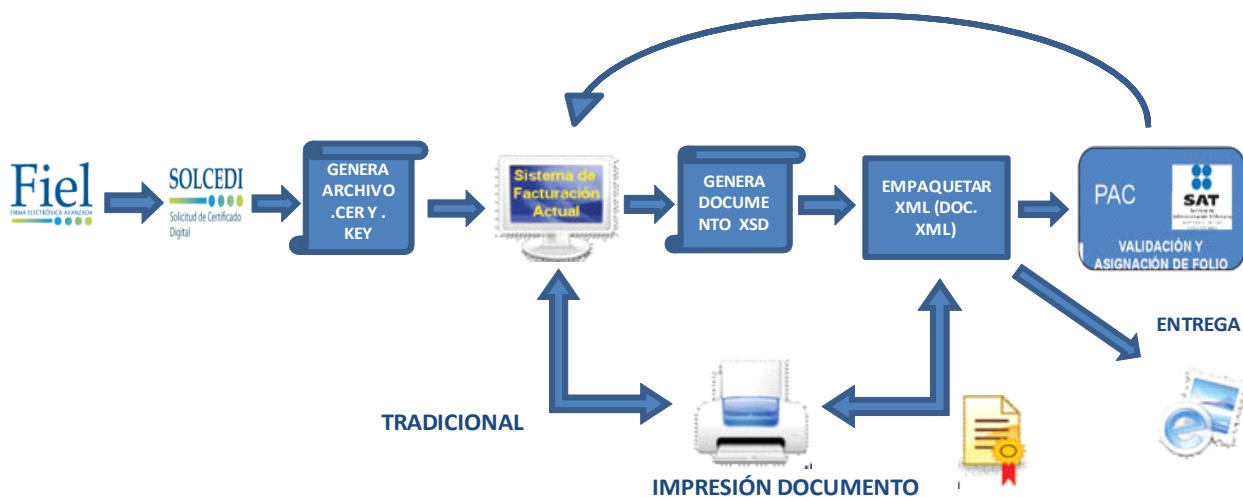 Fiel
FIRMA ELECTRÓNICA AVANZADA
SOLCEDI
Solicitud de Certificado
Digital
GENERA
ARCHIVO
.CER Y .
KEY
Sistema de
Facturación
Actual
GENERA
DOCUME
NTO XSD
EMPAQUETAR
XML (DOC.
XML)
PAC
SAT
VALIDACIÓN Y
ASIGNACIÓN DE FOLIO
ENTREGA
TRADICIONAL
IMPRESIÓN DOCUMENTO